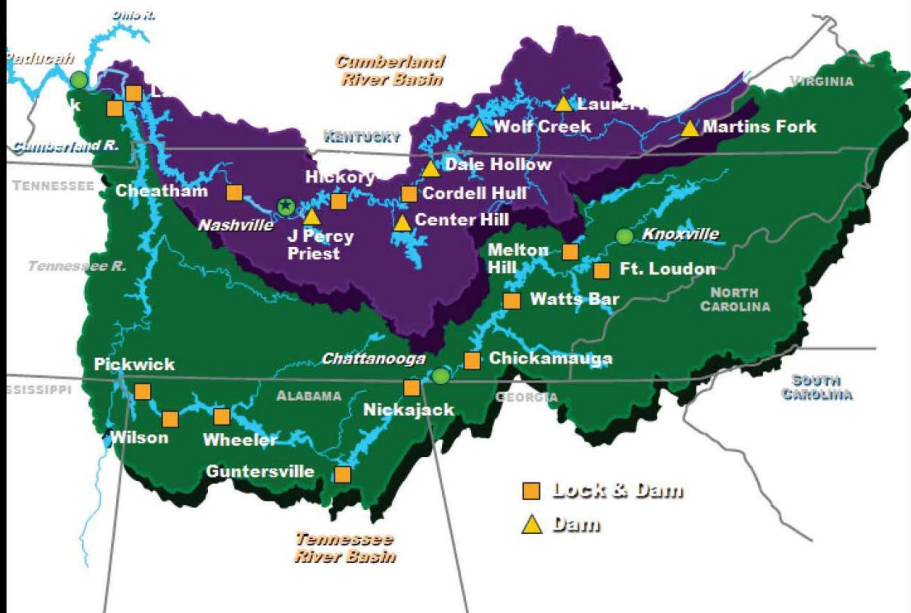 Ohio R.
Paducah
Cumberland
River Basin
VIRGINIA
k
La
Laurel
Wolf Creek
Martins Fork
KENTUCKY
Cumberland R.
Dale Hollow
TENNESSEE
Cheatham
Hickory
Cordell Hull
Nashville
Center Hill
J Percy
Priest
Knoxville
Melton
Hill
Ft. Loudon
Tennessee R.
Watts Bar
NORTH
CAROLINA
Pickwick
Chattanooga
Chickamauga
SSISSIPPI
ALABAMA
GEORGIA
SOUTH
CAROLINA
Nickajack
Wilson
Wheeler
Guntersville
Lock & Dam
Dam
Tennessee
River Basin